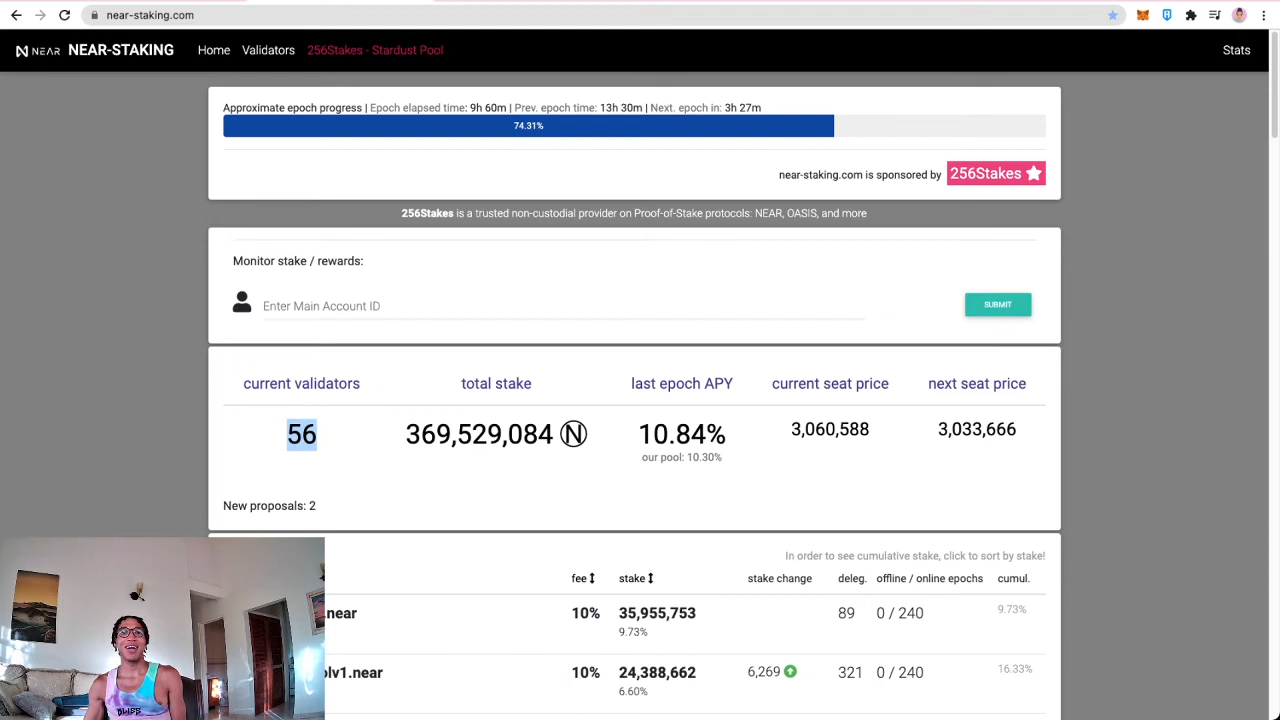 near-staking.com
NEAR NEAR-STAKING Home Validators 256Stakes - Stardust Pool Stats
Approximate epoch progress | Epoch elapsed time: 9h 60m | Prev. epoch time: 13h 30m | Next. epoch in: 3h 27m
74.31%
near-staking.com is sponsored by 256Stakes
256Stakes is a trusted non-custodial provider on Proof-of-Stake protocols: NEAR, OASIS, and more
Monitor stake / rewards:
Enter Main Account ID SUBMIT
current validators total stake last epoch APY current seat price next seat price
56 369,529,084 10.84% 3,060,588 3,033,666
our pool: 10.30%
New proposals: 2
In order to see cumulative stake, click to sort by stake!
fee stake stake change deleg. offline / online epochs cumul.
.near 10% 35,955,753 89 0 / 240 9.73%
9.73%
olv1.near 10% 24,388,662 6,269 321 0 / 240 16.33%
6.60%